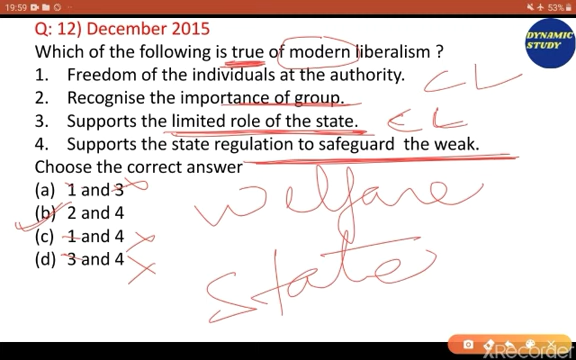 19:59
53%
Q: 12) December 2015
DYNAMIC
STUDY
Which of the following is true of modern liberalism ?
1. Freedom of the individuals at the authority.
CL
2. Recognise the importance of group.
3. Supports the limited role of the state.
CL
4. Supports the state regulation to safeguard the weak.
Choose the correct answer
(a) 1 and 3
welfare
(b) 2 and 4
(c) 1 and 4
state
(d) 3 and 4
XRecorder